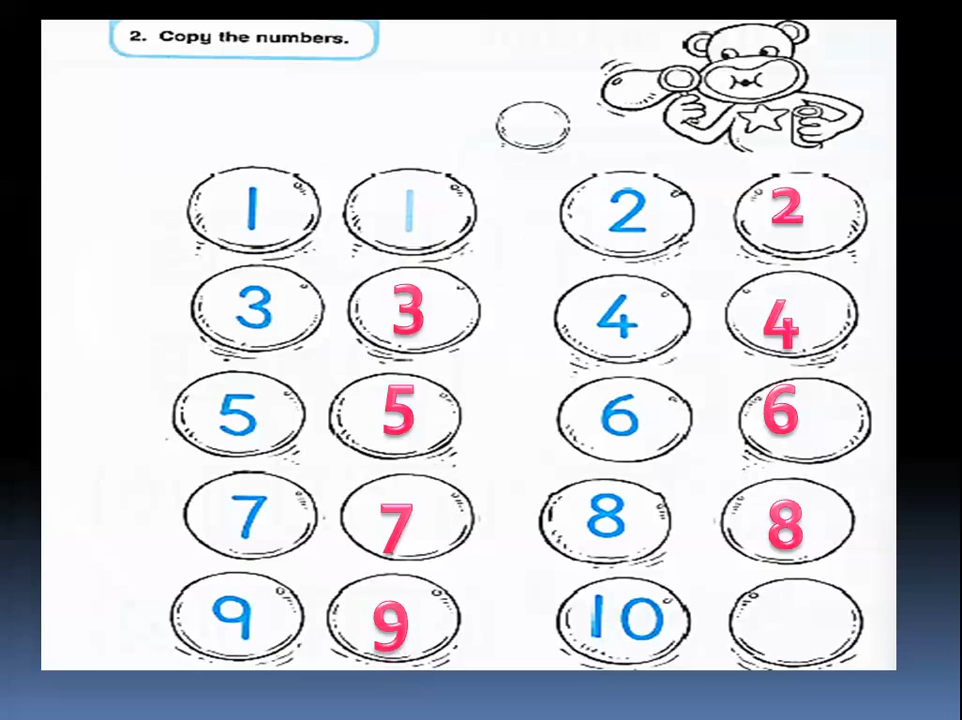 2. Copy the numbers.
1 1 2 2
3 3 4 4
5 5 6 6
7 7 8 8
9 9 10